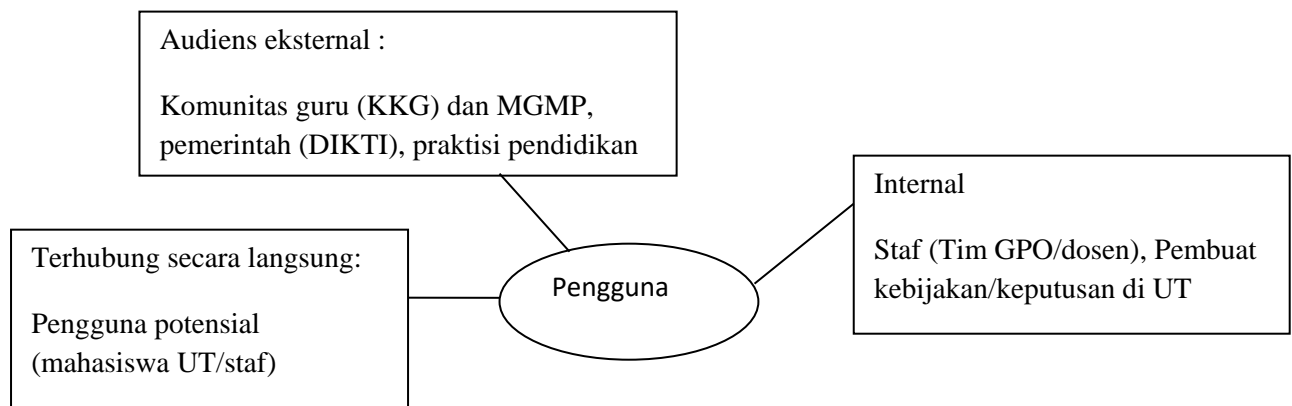 Audiens eksternal :
Komunitas guru (KKG) dan MGMP,
pemerintah (DIKTI), praktisi pendidikan
Internal
Staf (Tim GPO/dosen), Pembuat
kebijakan/keputusan di UT
Terhubung secara langsung:
Pengguna potensial
(mahasiswa UT/staf)
Pengguna